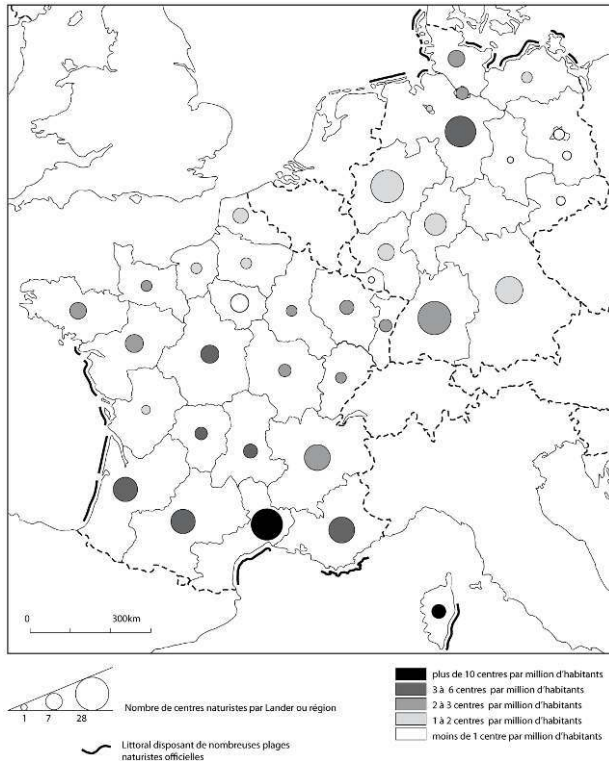 0 300km
1 7 28
Nombre de centres naturistes par Lander ou région
Littoral disposant de nombreuses plages
naturistes officielles
plus de 10 centres par million d'habitants
3 à 6 centres par million d'habitants
2 à 3 centres par million d'habitants
1 à 2 centres par million d'habitants
moins de 1 centre par million d'habitants